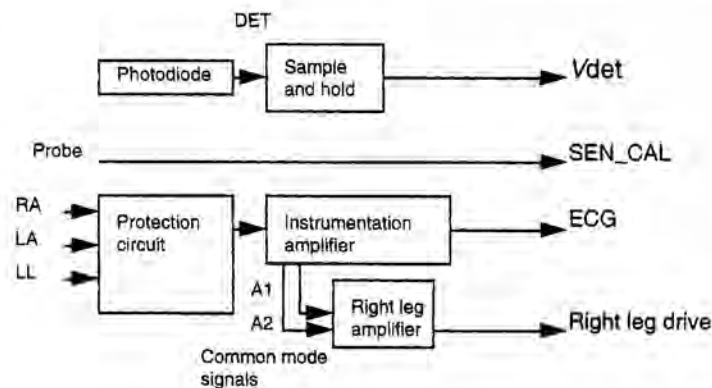 DET
Photodiode
Sample
and hold
Vdet
Probe
SEN_CAL
RA
LA
LL
Protection
circuit
Instrumentation
amplifier
ECG
A1
A2
Right leg
amplifier
Right leg drive
Common mode
signals